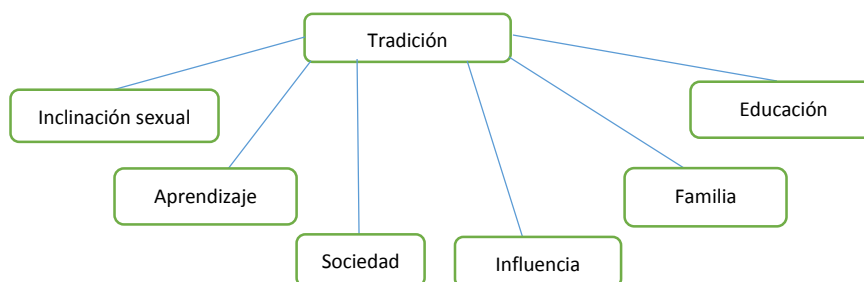 Tradición
Inclinación sexual
Educación
Aprendizaje
Familia
Sociedad
Influencia